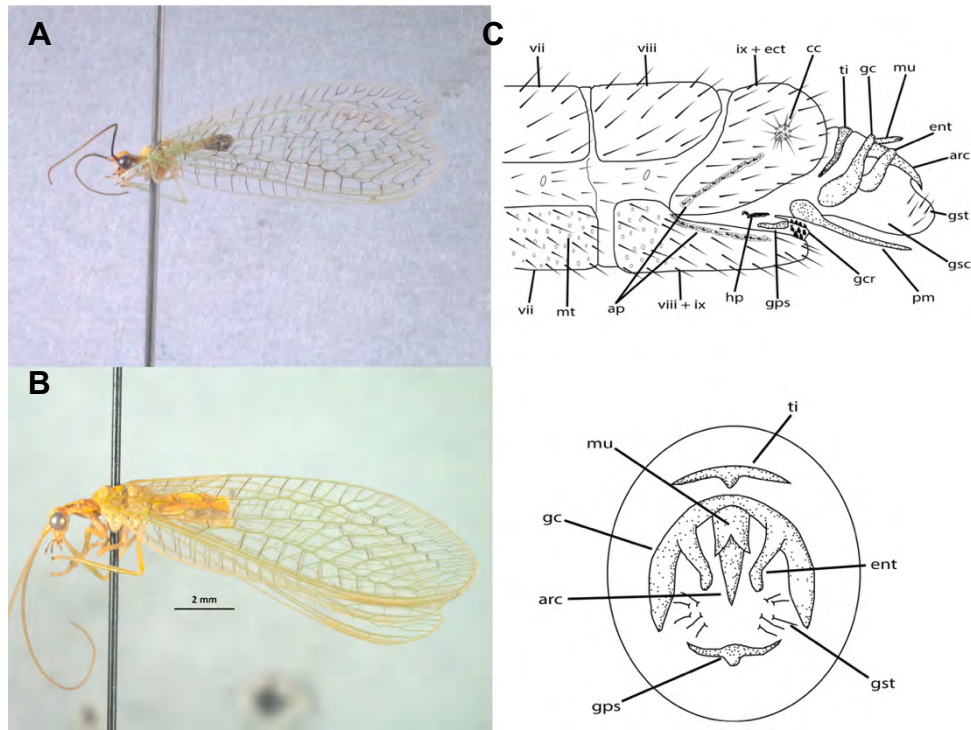 A
B
2 mm
C
vii
viii
ix + ect
cc
ti
gc
mu
ent
arc
gst
gsc
pm
gcr
gps
hp
viii + ix
ap
mt
vii
ti
mu
gc
ent
arc
gst
gps